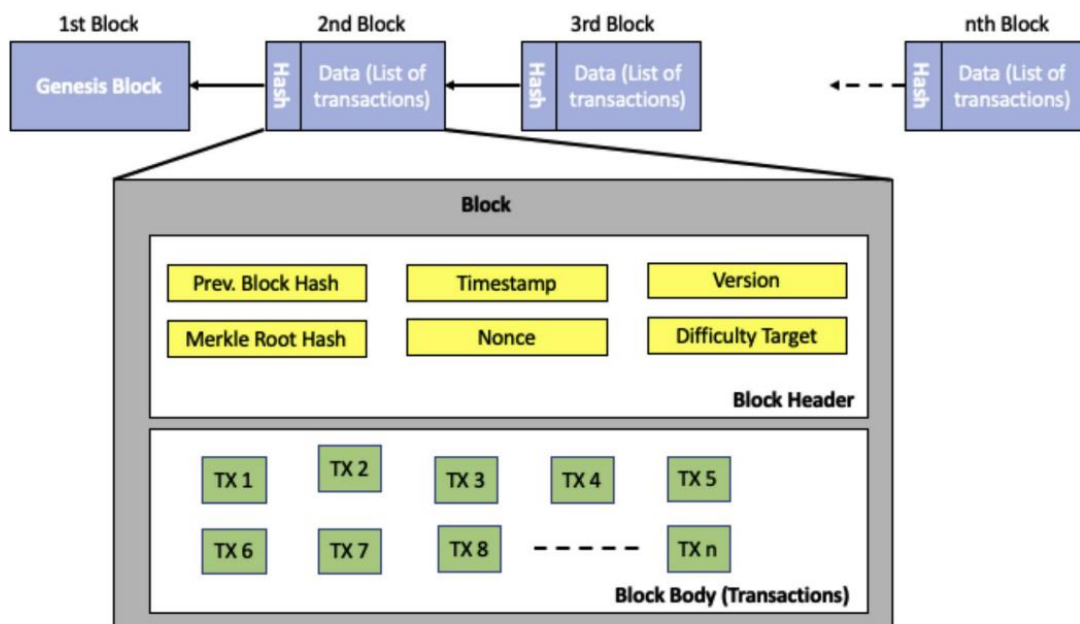 1st Block
2nd Block
3rd Block
nth Block
Genesis Block
Hash
Data (List of
transactions)
Hash
Data (List of
transactions)
Hash
Data (List of
transactions)
Block
Prev. Block Hash
Timestamp
Version
Merkle Root Hash
Nonce
Difficulty Target
Block Header
TX 1
TX 2
TX 3
TX 4
TX 5
TX 6
TX 7
TX 8
TX n
Block Body (Transactions)